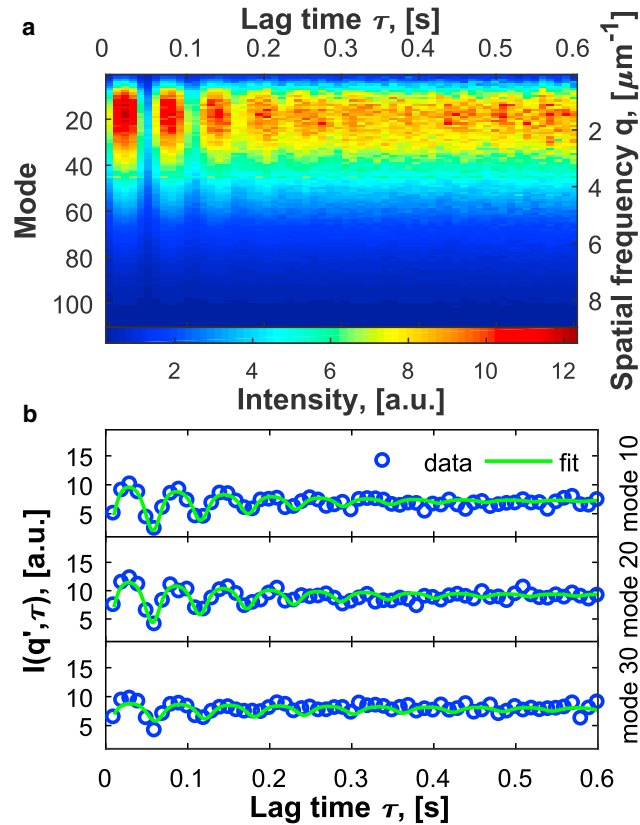 a
Lag time τ, [s]
0 0.1 0.2 0.3 0.4 0.5 0.6
Mode
20
40
60
80
100
2
4
6
8
Spatial frequency q, [μm⁻¹]
2 4 6 8 10 12
Intensity, [a.u.]
b
I(q',τ), [a.u.]
15
10
5
data fit
mode 10
15
10
5
mode 20
15
10
5
mode 30
0 0.1 0.2 0.3 0.4 0.5 0.6
Lag time τ, [s]